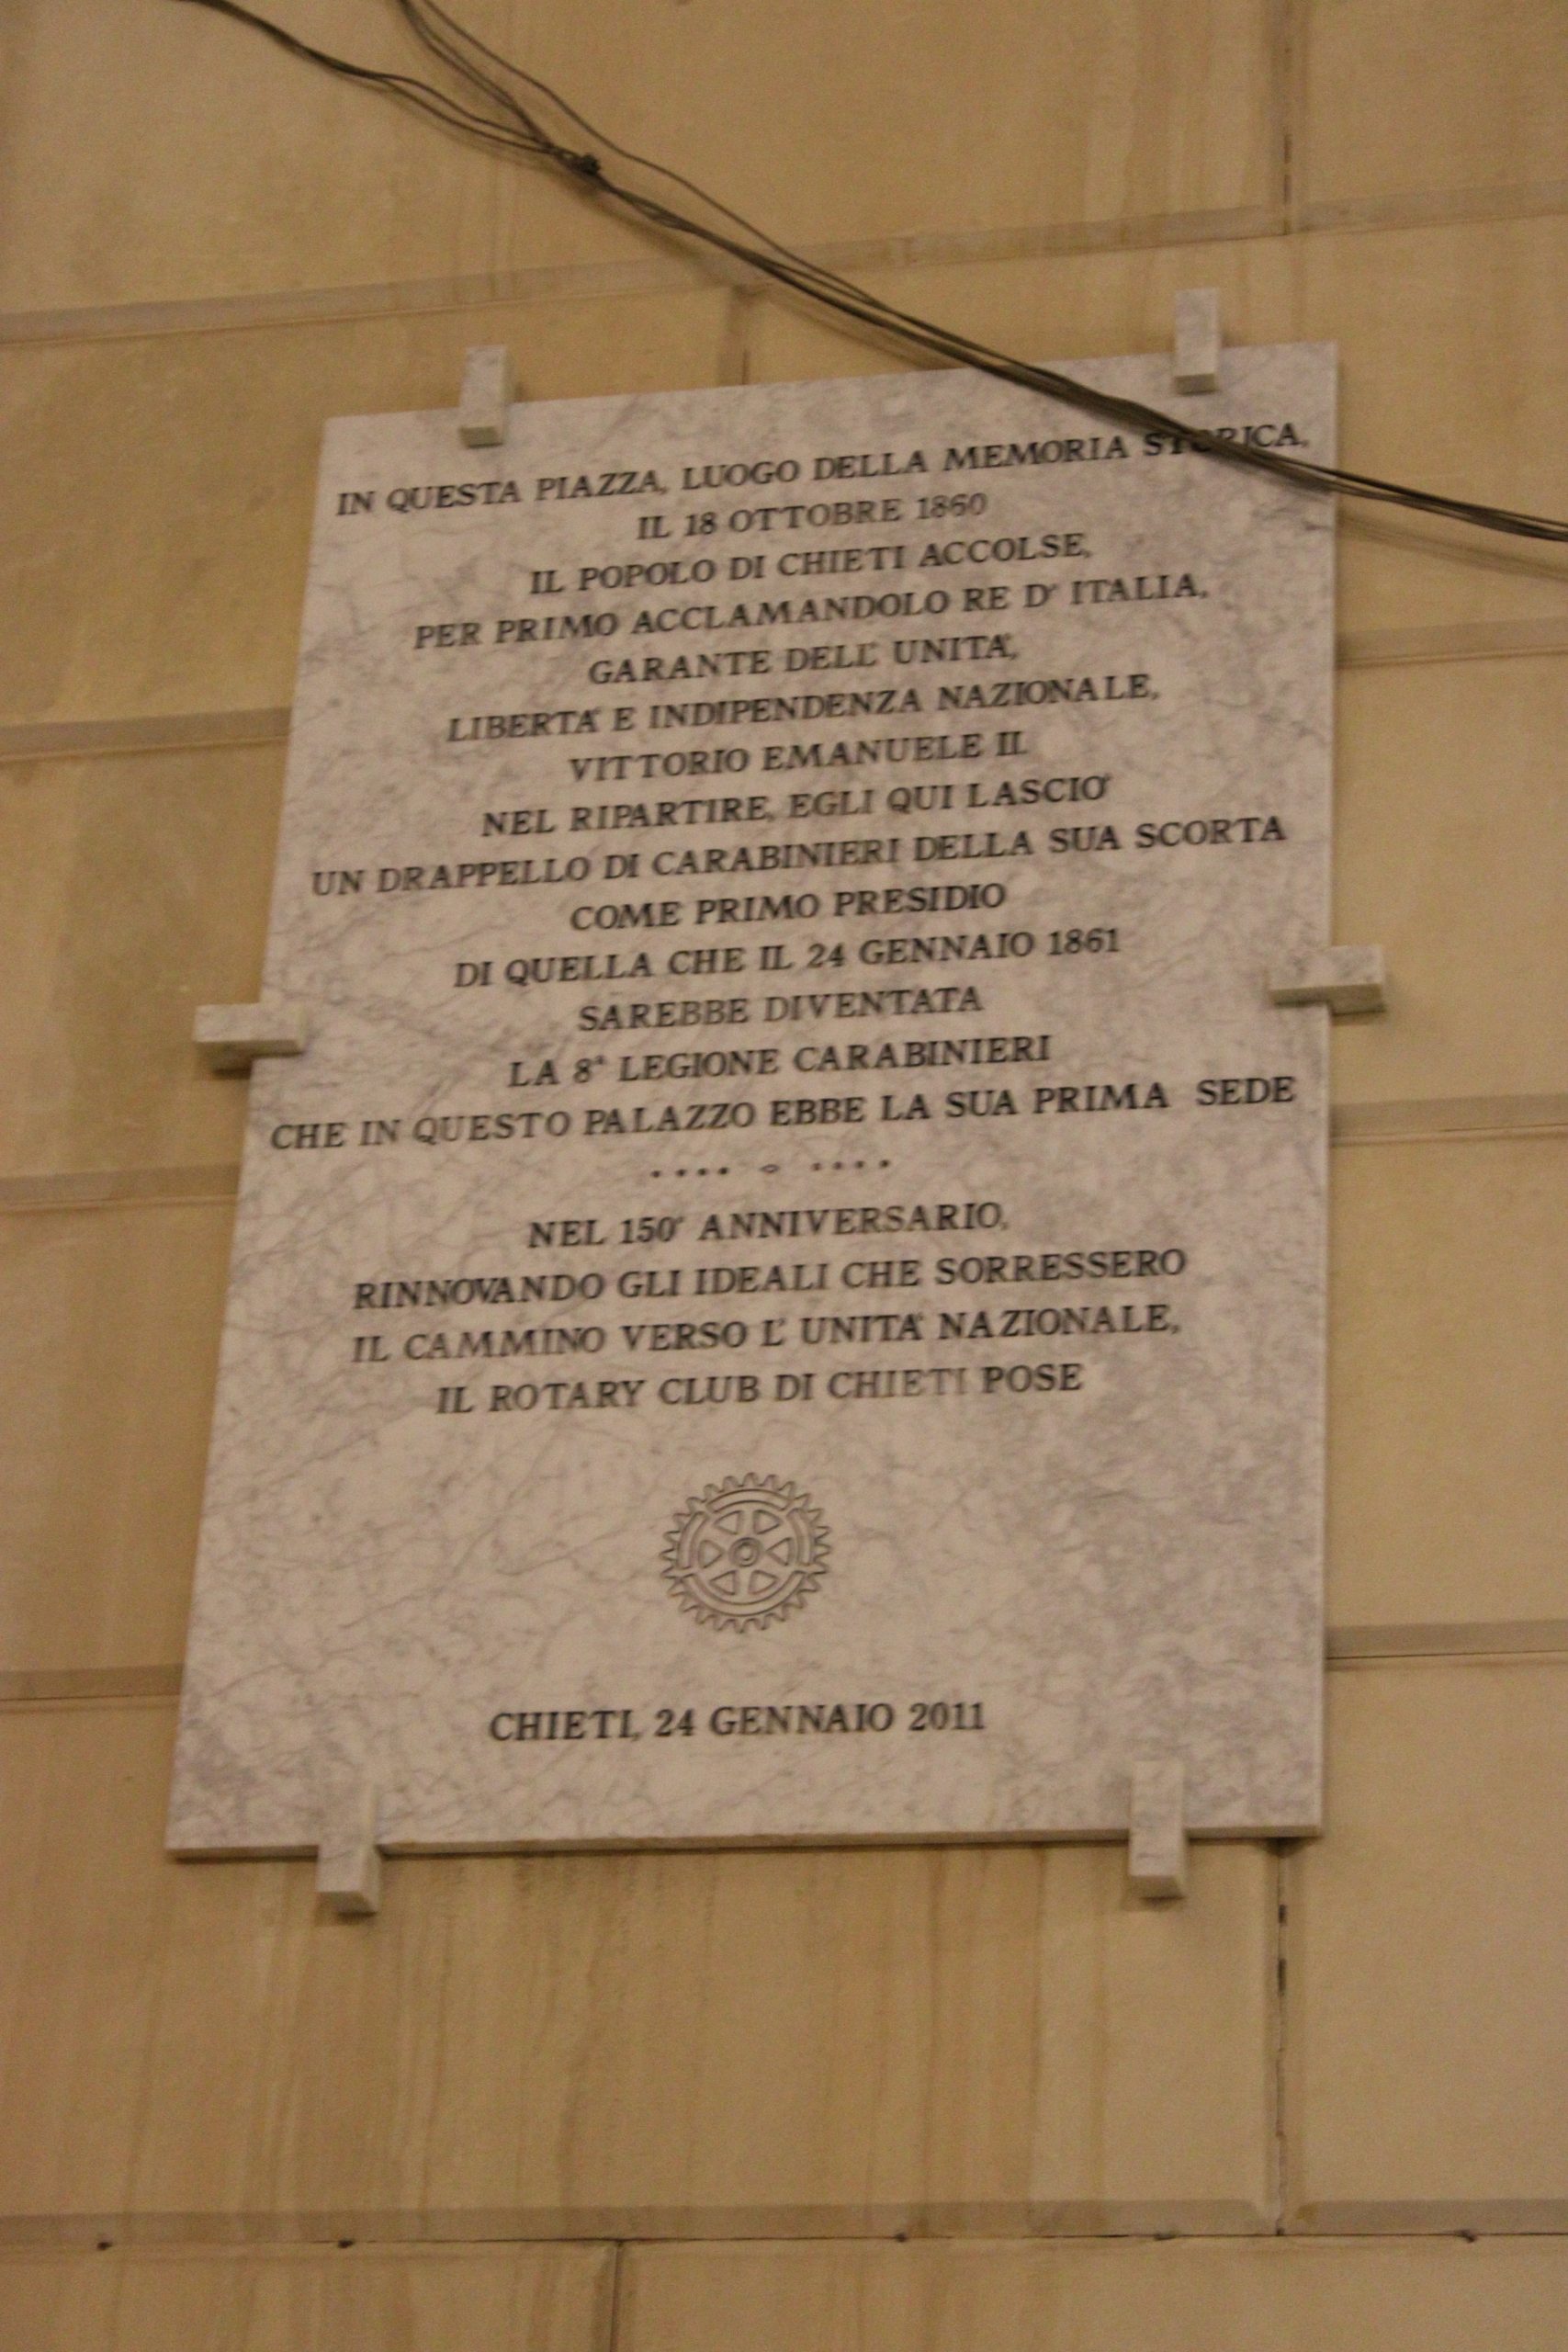 IN QUESTA PIAZZA, LUOGO DELLA MEMORIA STORICA,
IL 18 OTTOBRE 1860
IL POPOLO DI CHIETI ACCOLSE,
PER PRIMO ACCLAMANDOLO RE D' ITALIA,
GARANTE DELL' UNITA',
LIBERTA' E INDIPENDENZA NAZIONALE,
VITTORIO EMANUELE II
NEL RIPARTIRE, EGLI QUI LASCIO'
UN DRAPPELLO DI CARABINIERI DELLA SUA SCORTA
COME PRIMO PRESIDIO
DI QUELLA CHE IL 24 GENNAIO 1861
SAREBBE DIVENTATA
LA 8ª LEGIONE CARABINIERI
CHE IN QUESTO PALAZZO EBBE LA SUA PRIMA SEDE
•••• o ••••
NEL 150° ANNIVERSARIO,
RINNOVANDO GLI IDEALI CHE SORRESSERO
IL CAMMINO VERSO L' UNITA' NAZIONALE,
IL ROTARY CLUB DI CHIETI POSE
CHIETI, 24 GENNAIO 2011